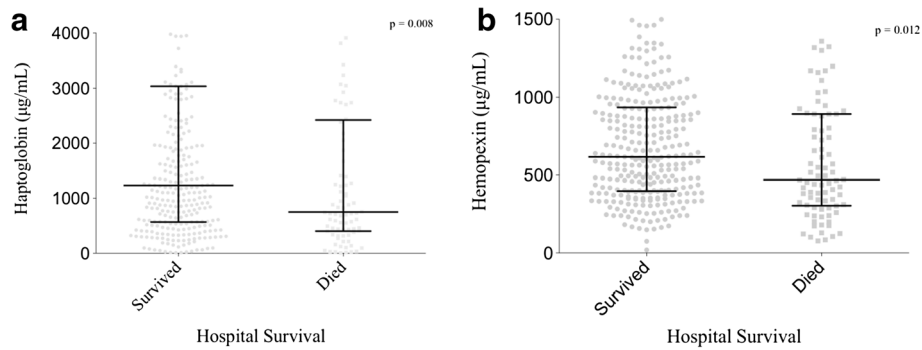 a
p = 0.008
Haptoglobin (µg/mL)
4000
3000
2000
1000
0
Survived
Died
Hospital Survival
b
p = 0.012
Hemopexin (µg/mL)
1500
1000
500
0
Survived
Died
Hospital Survival